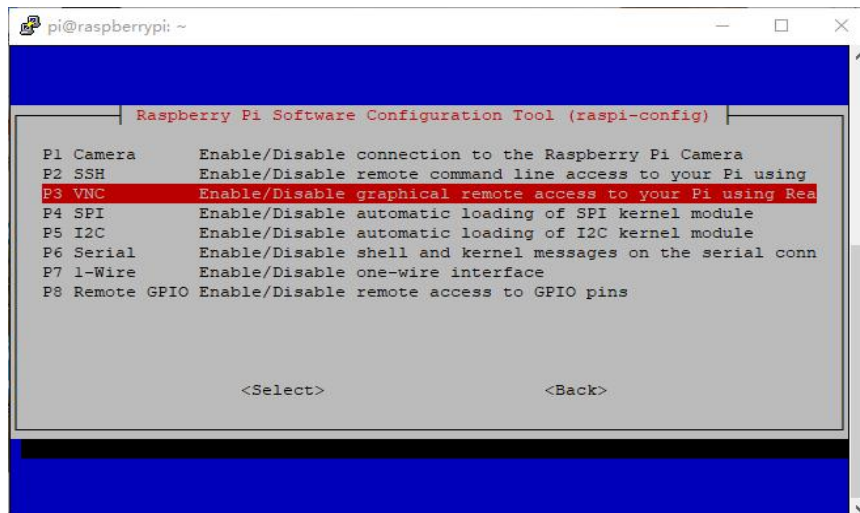 pi@raspberrypi: ~
Raspberry Pi Software Configuration Tool (raspi-config)
P1 Camera Enable/Disable connection to the Raspberry Pi Camera
P2 SSH Enable/Disable remote command line access to your Pi using
P3 VNC Enable/Disable graphical remote access to your Pi using Rea
P4 SPI Enable/Disable automatic loading of SPI kernel module
P5 I2C Enable/Disable automatic loading of I2C kernel module
P6 Serial Enable/Disable shell and kernel messages on the serial conn
P7 1-Wire Enable/Disable one-wire interface
P8 Remote GPIO Enable/Disable remote access to GPIO pins
<Select> <Back>